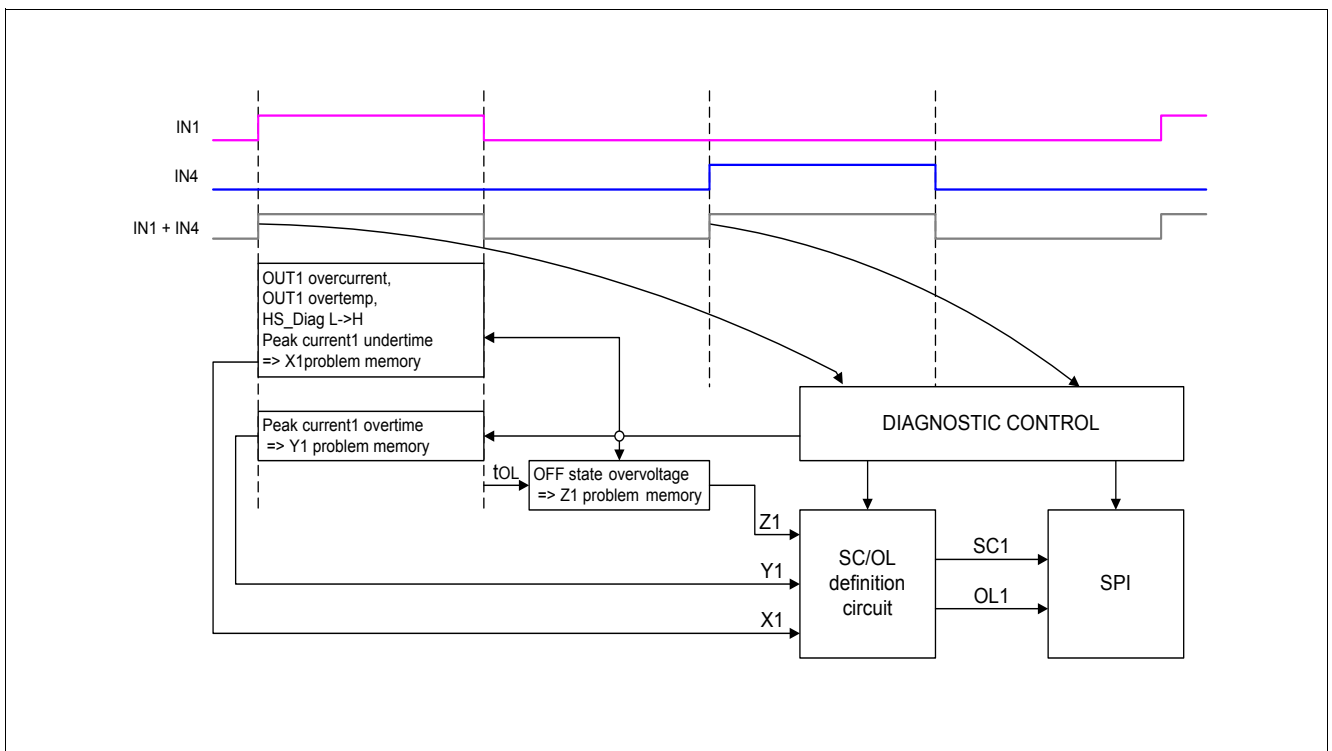 IN1
IN4
IN1 + IN4
OUT1 overcurrent,
OUT1 overtemp,
HS_Diag L->H
Peak current1 undertime
=> X1problem memory
DIAGNOSTIC CONTROL
Peak current1 overtime
=> Y1 problem memory
tOL
OFF state overvoltage
=> Z1 problem memory
Z1
Y1
X1
SC/OL
definition
circuit
SC1
OL1
SPI